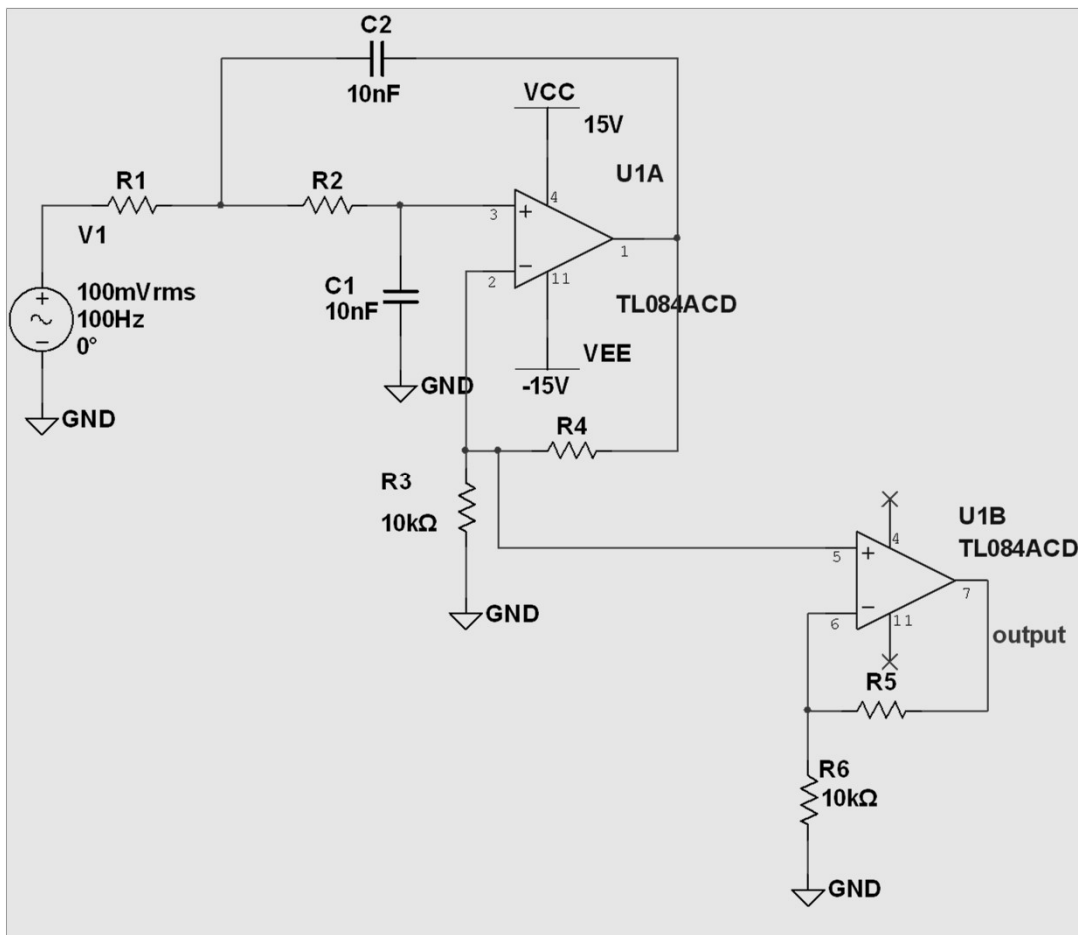 C2
10nF
VCC
15V
R1
R2
U1A
4
3
+
V1
1
2
−
11
C1
10nF
TL084ACD
+
100mVrms
100Hz
0°
−
VEE
-15V
GND
GND
R4
R3
10kΩ
U1B
TL084ACD
4
5
+
7
6
−
11
output
GND
R5
R6
10kΩ
GND